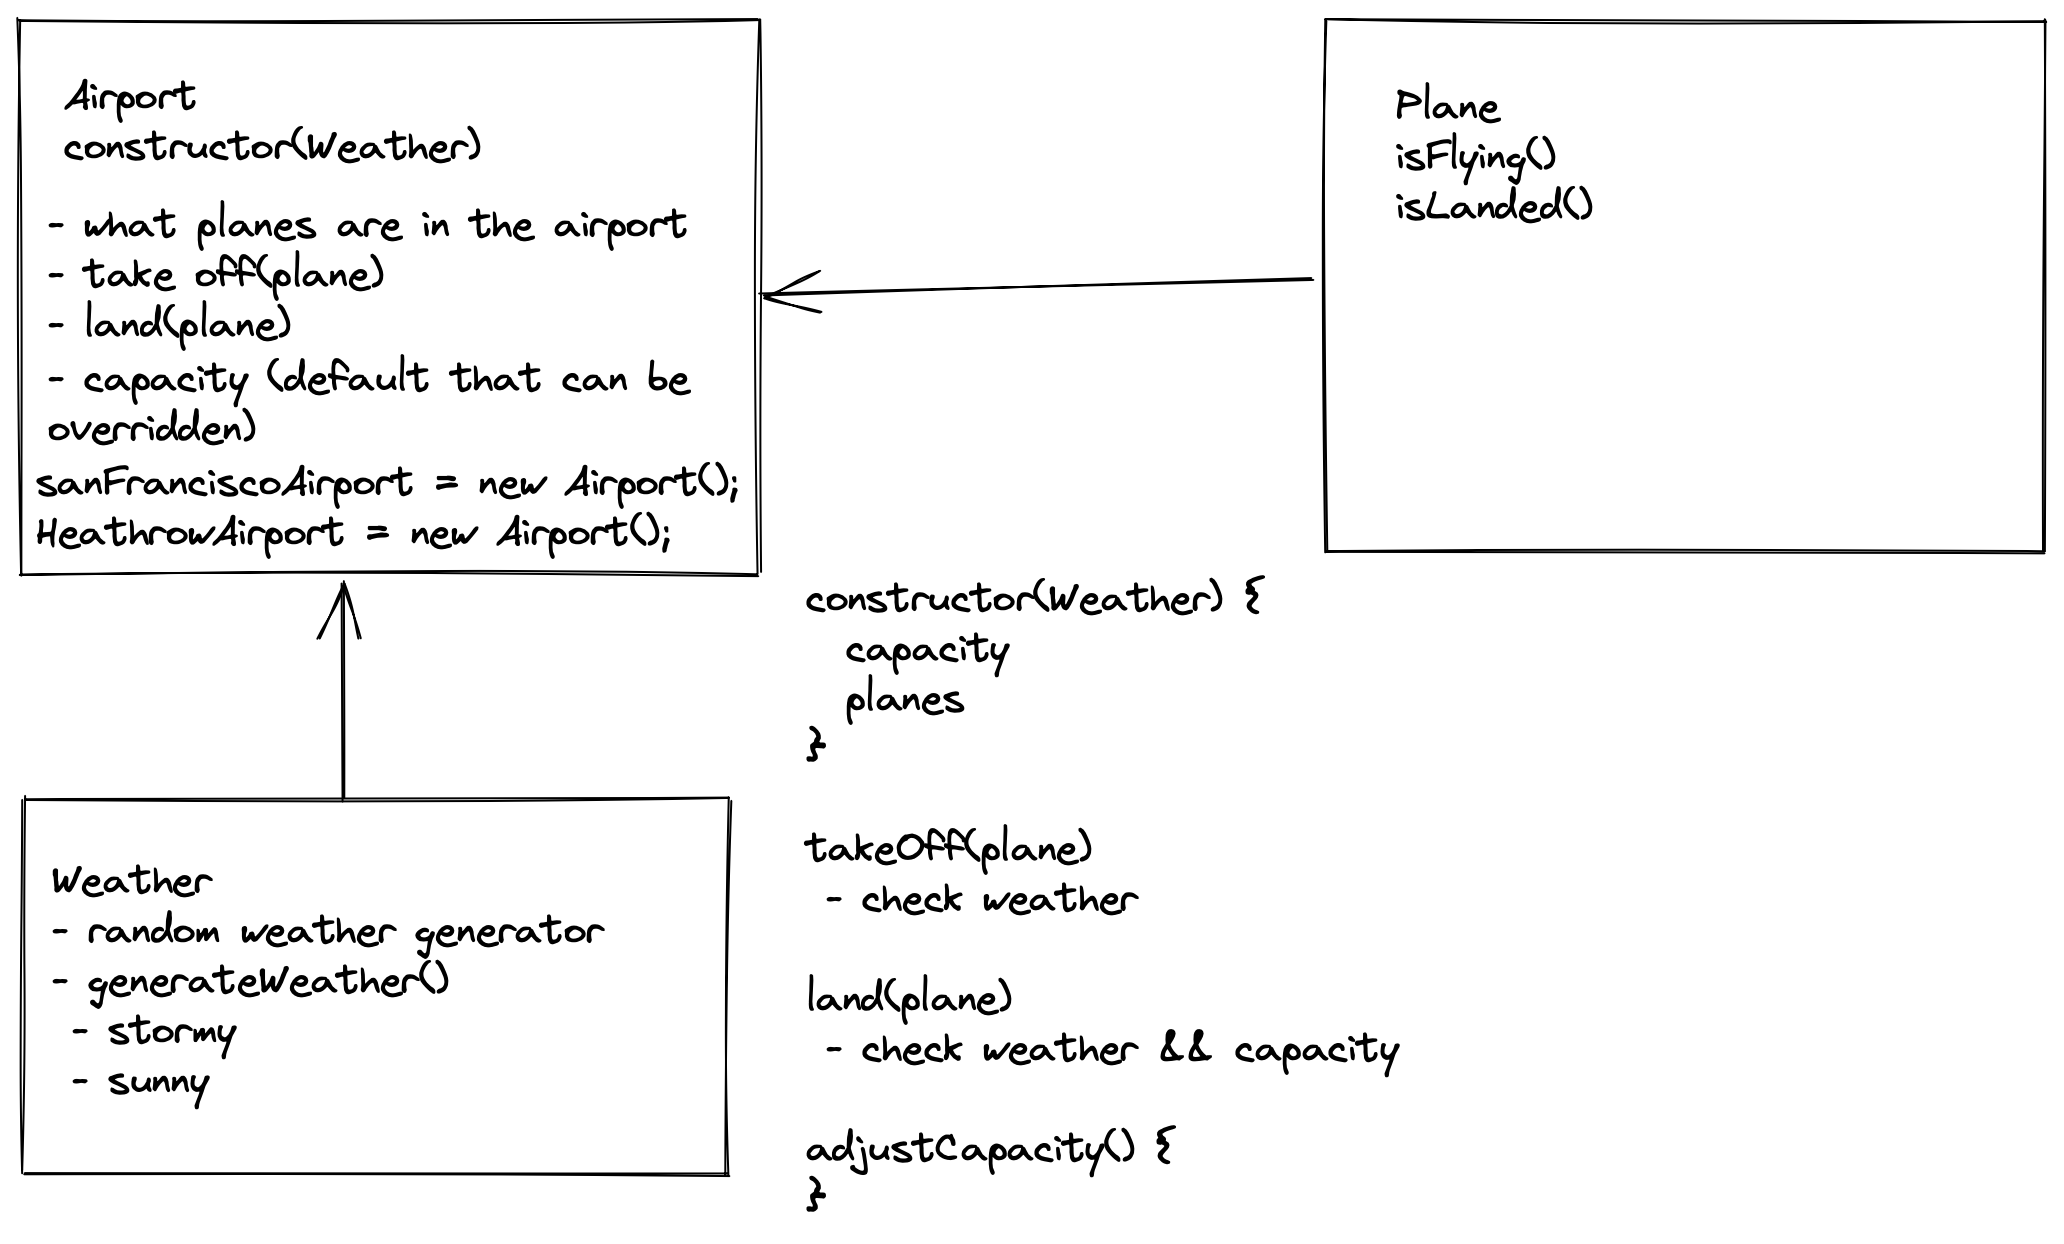 Airport
constructor(Weather)
- what planes are in the airport
- take off(plane)
- land(plane)
- capacity (default that can be
overridden)
sanFranciscoAirport = new Airport();
HeathrowAirport = new Airport();
Plane
isFlying()
isLanded()
constructor(Weather) {
capacity
planes
}
takeOff(plane)
- check weather
land(plane)
- check weather && capacity
adjustCapacity() {
}
Weather
- random weather generator
- generateWeather()
- stormy
- sunny